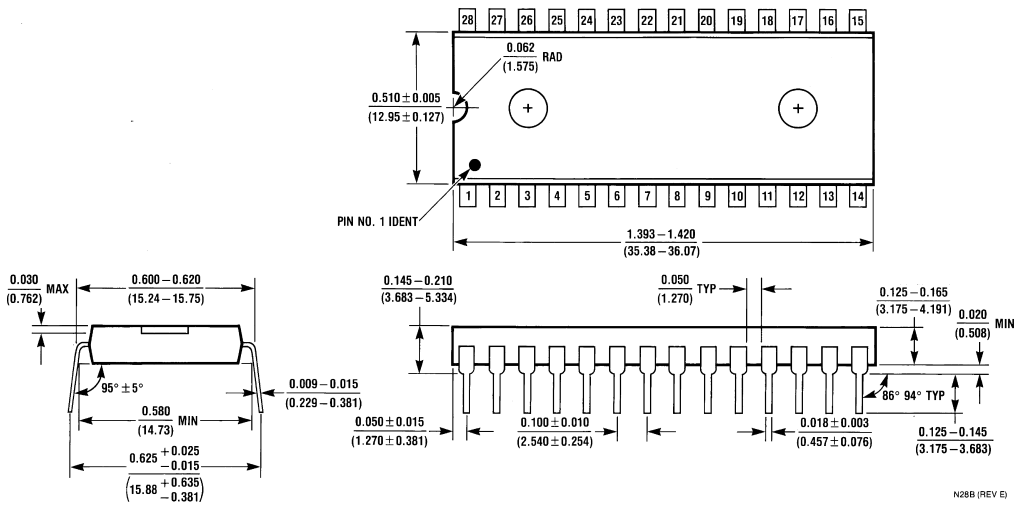 28 27 26 25 24 23 22 21 20 19 18 17 16 15
0.062
(1.575)
RAD
0.510 ± 0.005
(12.95 ± 0.127)
1 2 3 4 5 6 7 8 9 10 11 12 13 14
PIN NO. 1 IDENT
1.393 – 1.420
(35.38 – 36.07)
0.030
(0.762)
MAX
0.600 – 0.620
(15.24 – 15.75)
0.145 – 0.210
(3.683 – 5.334)
0.050
(1.270)
TYP
0.125 – 0.165
(3.175 – 4.191)
0.020
(0.508)
MIN
95° ± 5°
0.009 – 0.015
(0.229 – 0.381)
86° 94° TYP
0.580
(14.73)
MIN
0.050 ± 0.015
(1.270 ± 0.381)
0.100 ± 0.010
(2.540 ± 0.254)
0.018 ± 0.003
(0.457 ± 0.076)
0.125 – 0.145
(3.175 – 3.683)
0.625 + 0.025
– 0.015
(15.88 + 0.635)
– 0.381
N28B (REV E)